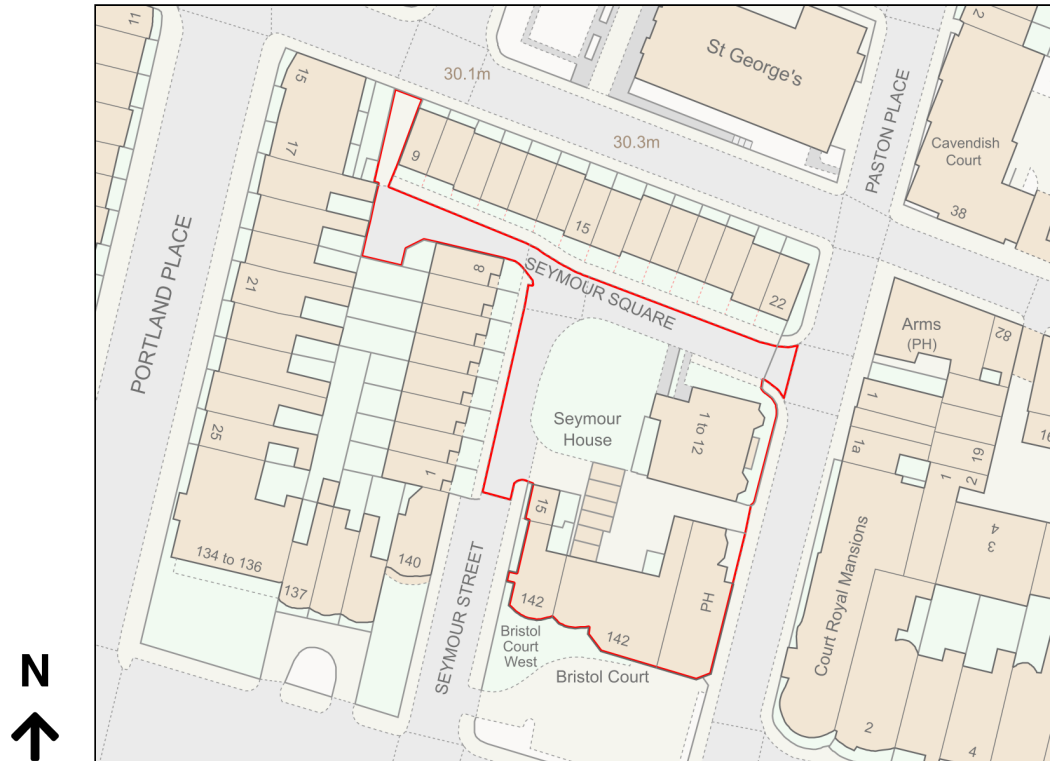 11
30.1m
St George's
2
15
PASTON PLACE
30.3m
9
17
Cavendish
Court
15
38
PORTLAND PLACE
SEYMOUR SQUARE
8
21
22
Arms
(PH)
82
Seymour
House
1 to 12
1
1a
16
25
19
1
2
1
15
134 to 136
140
137
142
142
PH
SEYMOUR STREET
Bristol
Court
West
Bristol Court
Court Royal Mansions
4
3
2
4
N